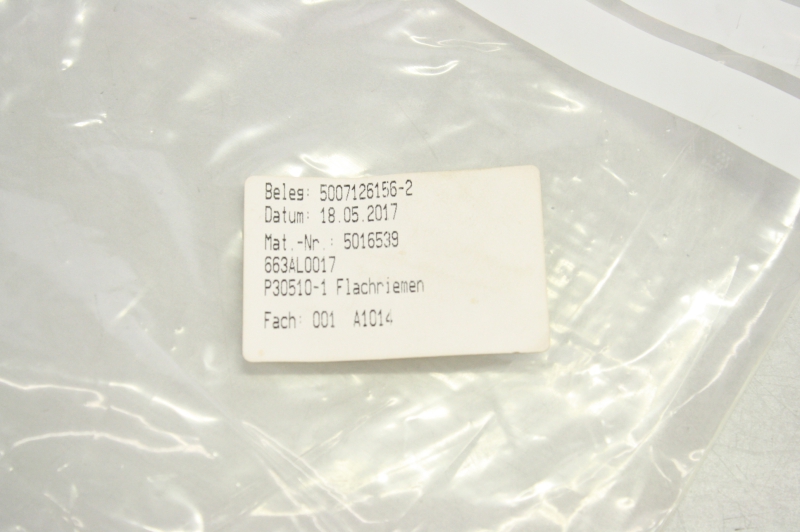 Beleg: 5007126156-2
Datum: 18.05.2017
Mat.-Nr.: 5016539
663AL0017
P30510-1 Flachriemen
Fach: 001 A1014